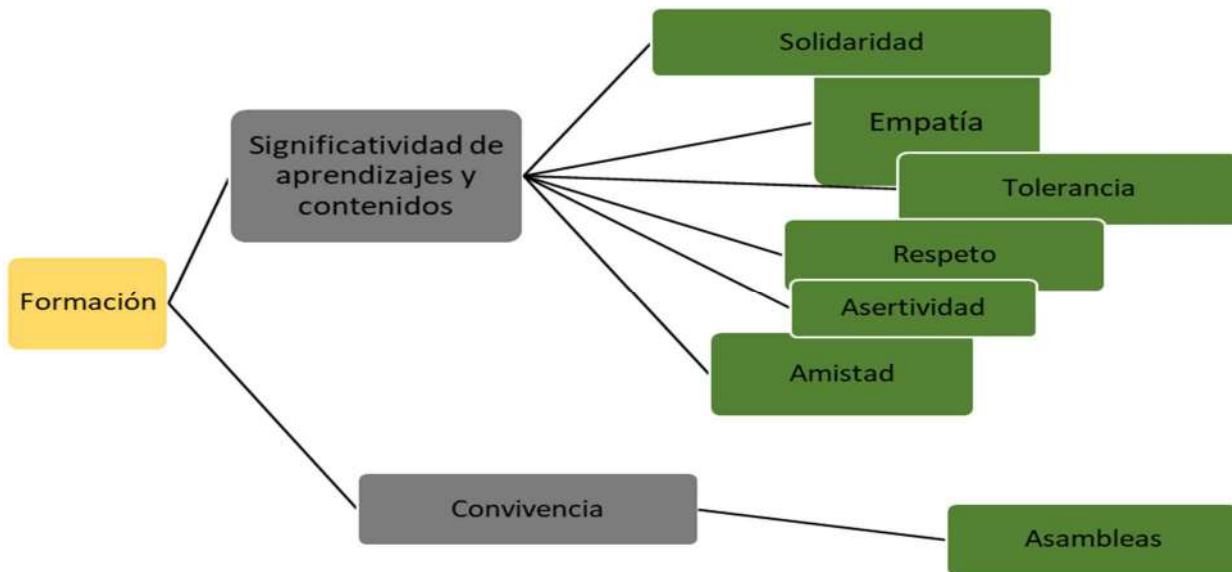 Solidaridad
Empatía
Significatividad de
aprendizajes y
contenidos
Tolerancia
Respeto
Formación
Asertividad
Amistad
Convivencia
Asambleas